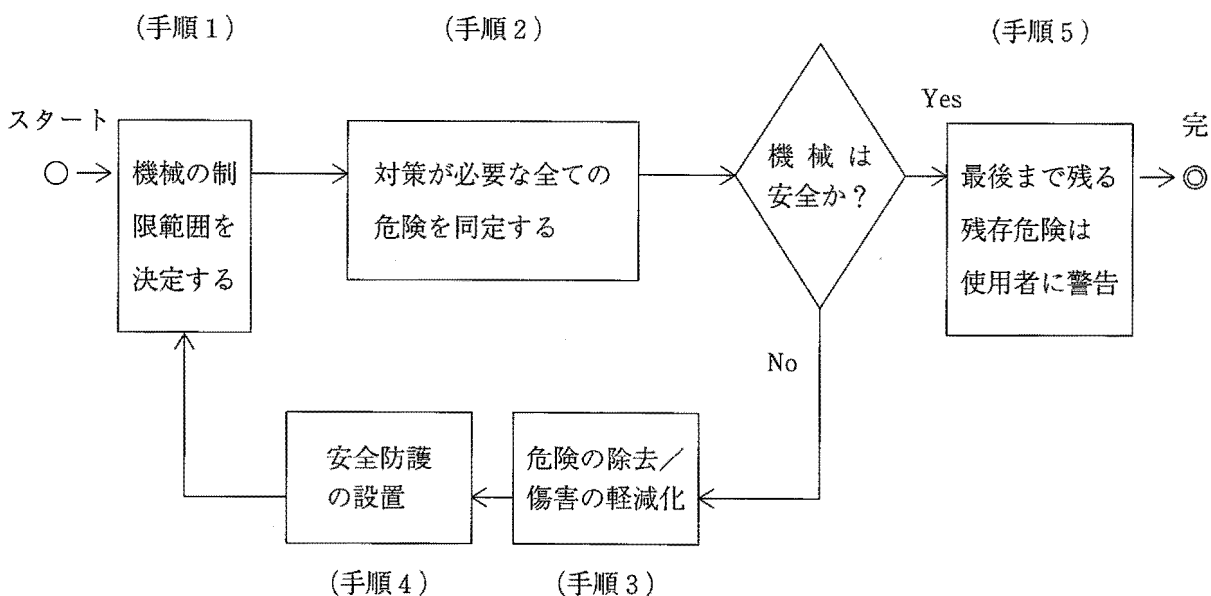 (手順1)
(手順2)
(手順5)
スタート
機械の制
限範囲を
決定する
対策が必要な全ての
危険を同定する
機械は
安全か?
Yes
最後まで残る
残存危険は
使用者に警告
完
No
安全防護
の設置
危険の除去/
傷害の軽減化
(手順4)
(手順3)